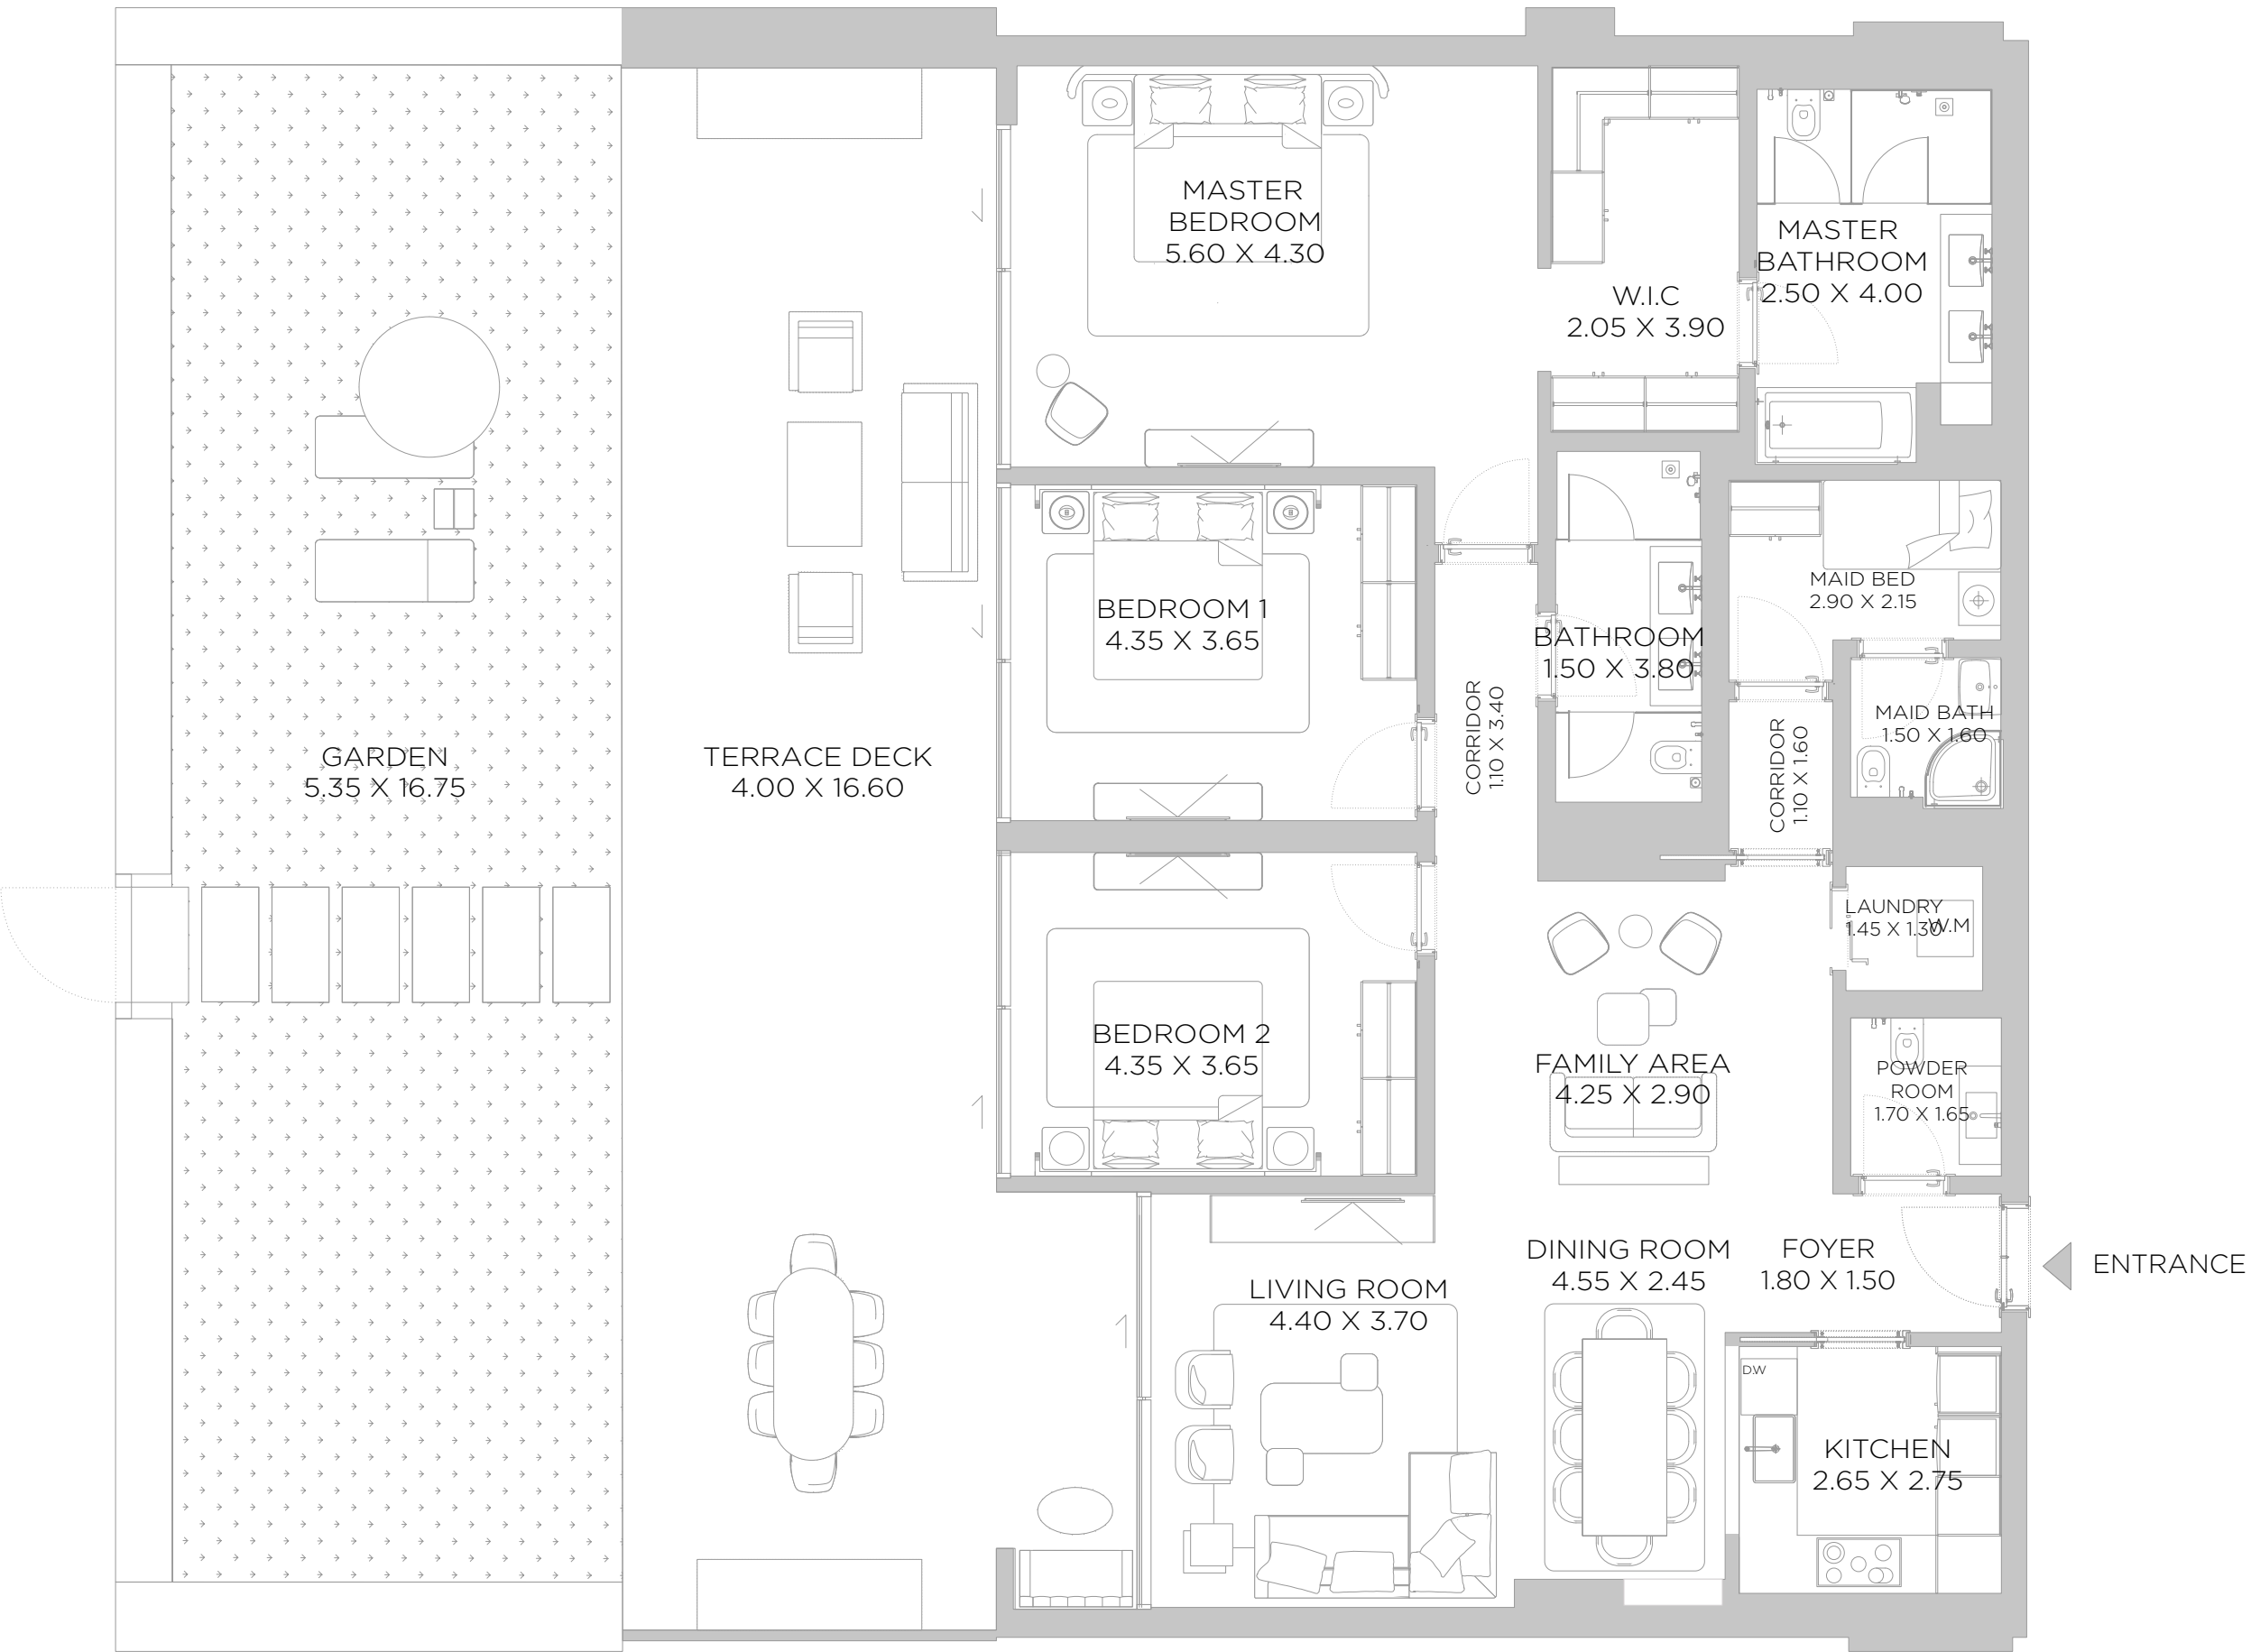 MASTER
BEDROOM
5.60 X 4.30
W.I.C
2.05 X 3.90
MASTER
BATHROOM
2.50 X 4.00
BEDROOM 1
4.35 X 3.65
CORRIDOR
1.10 X 3.40
BATHROOM
1.50 X 3.80
MAID BED
2.90 X 2.15
MAID BATH
1.50 X 1.60
CORRIDOR
1.10 X 1.60
GARDEN
5.35 X 16.75
TERRACE DECK
4.00 X 16.60
LAUNDRY
1.45 X 1.30
W.M
BEDROOM 2
4.35 X 3.65
FAMILY AREA
4.25 X 2.90
POWDER
ROOM
1.70 X 1.65
LIVING ROOM
4.40 X 3.70
DINING ROOM
4.55 X 2.45
FOYER
1.80 X 1.50
ENTRANCE
D.W
KITCHEN
2.65 X 2.75